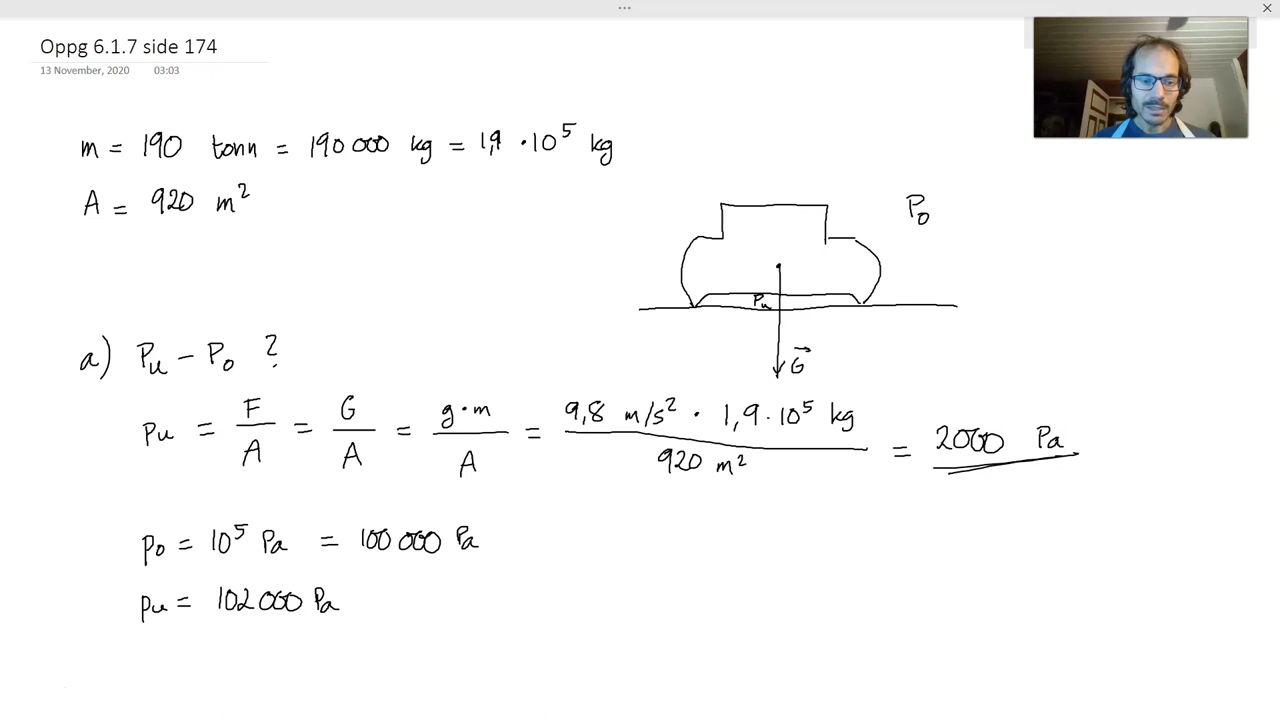 Oppg 6.1.7 side 174
13 November, 2020 03:03
m = 190 tonn = 190 000 kg = 1,9 · 10⁵ kg
A = 920 m²
P₀
Pu
G⃗
a) Pu - P₀ ?
pu = F/A = G/A = g·m/A = 9,8 m/s² · 1,9 · 10⁵ kg / 920 m² = 2000 Pa
p₀ = 10⁵ Pa = 100 000 Pa
pu = 102 000 Pa